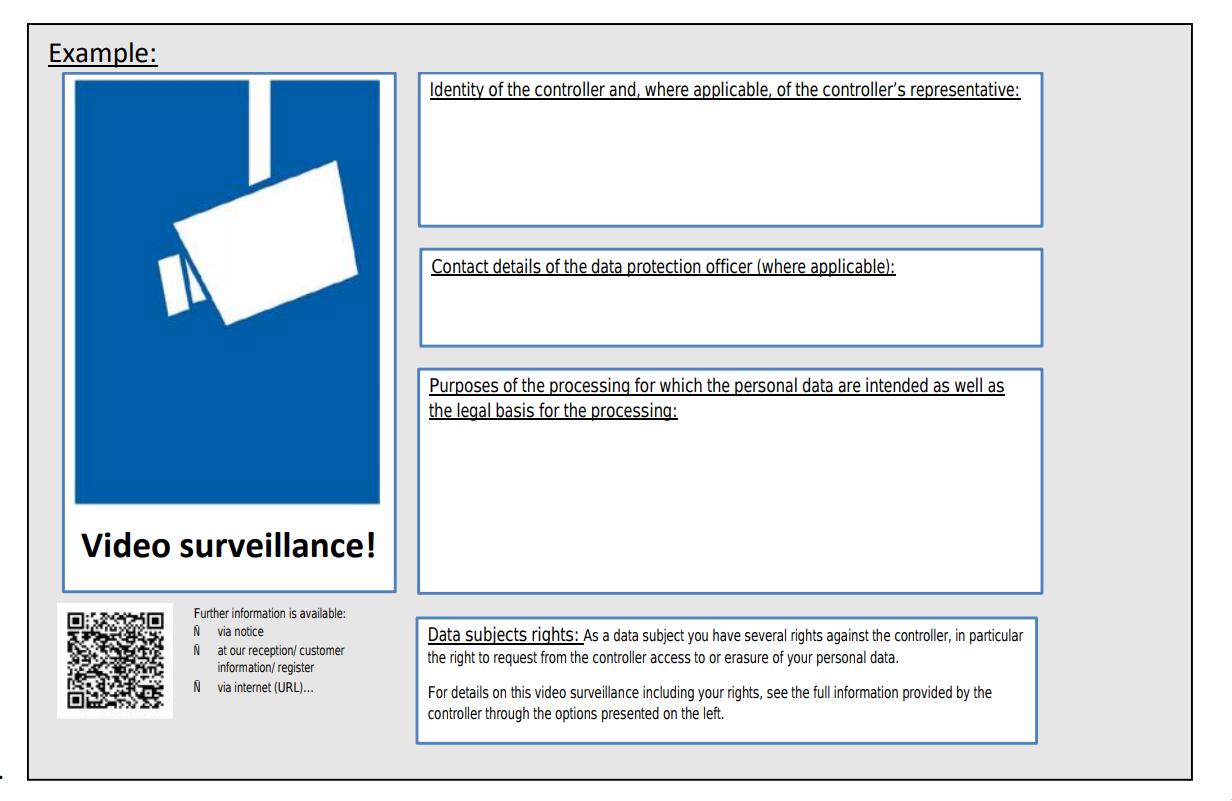 Example:
Video surveillance!
Further information is available:
Ñ via notice
Ñ at our reception/ customer
information/ register
Ñ via internet (URL)...
Identity of the controller and, where applicable, of the controller’s representative:
Contact details of the data protection officer (where applicable):
Purposes of the processing for which the personal data are intended as well as
the legal basis for the processing:
Data subjects rights: As a data subject you have several rights against the controller, in particular
the right to request from the controller access to or erasure of your personal data.
For details on this video surveillance including your rights, see the full information provided by the
controller through the options presented on the left.
.